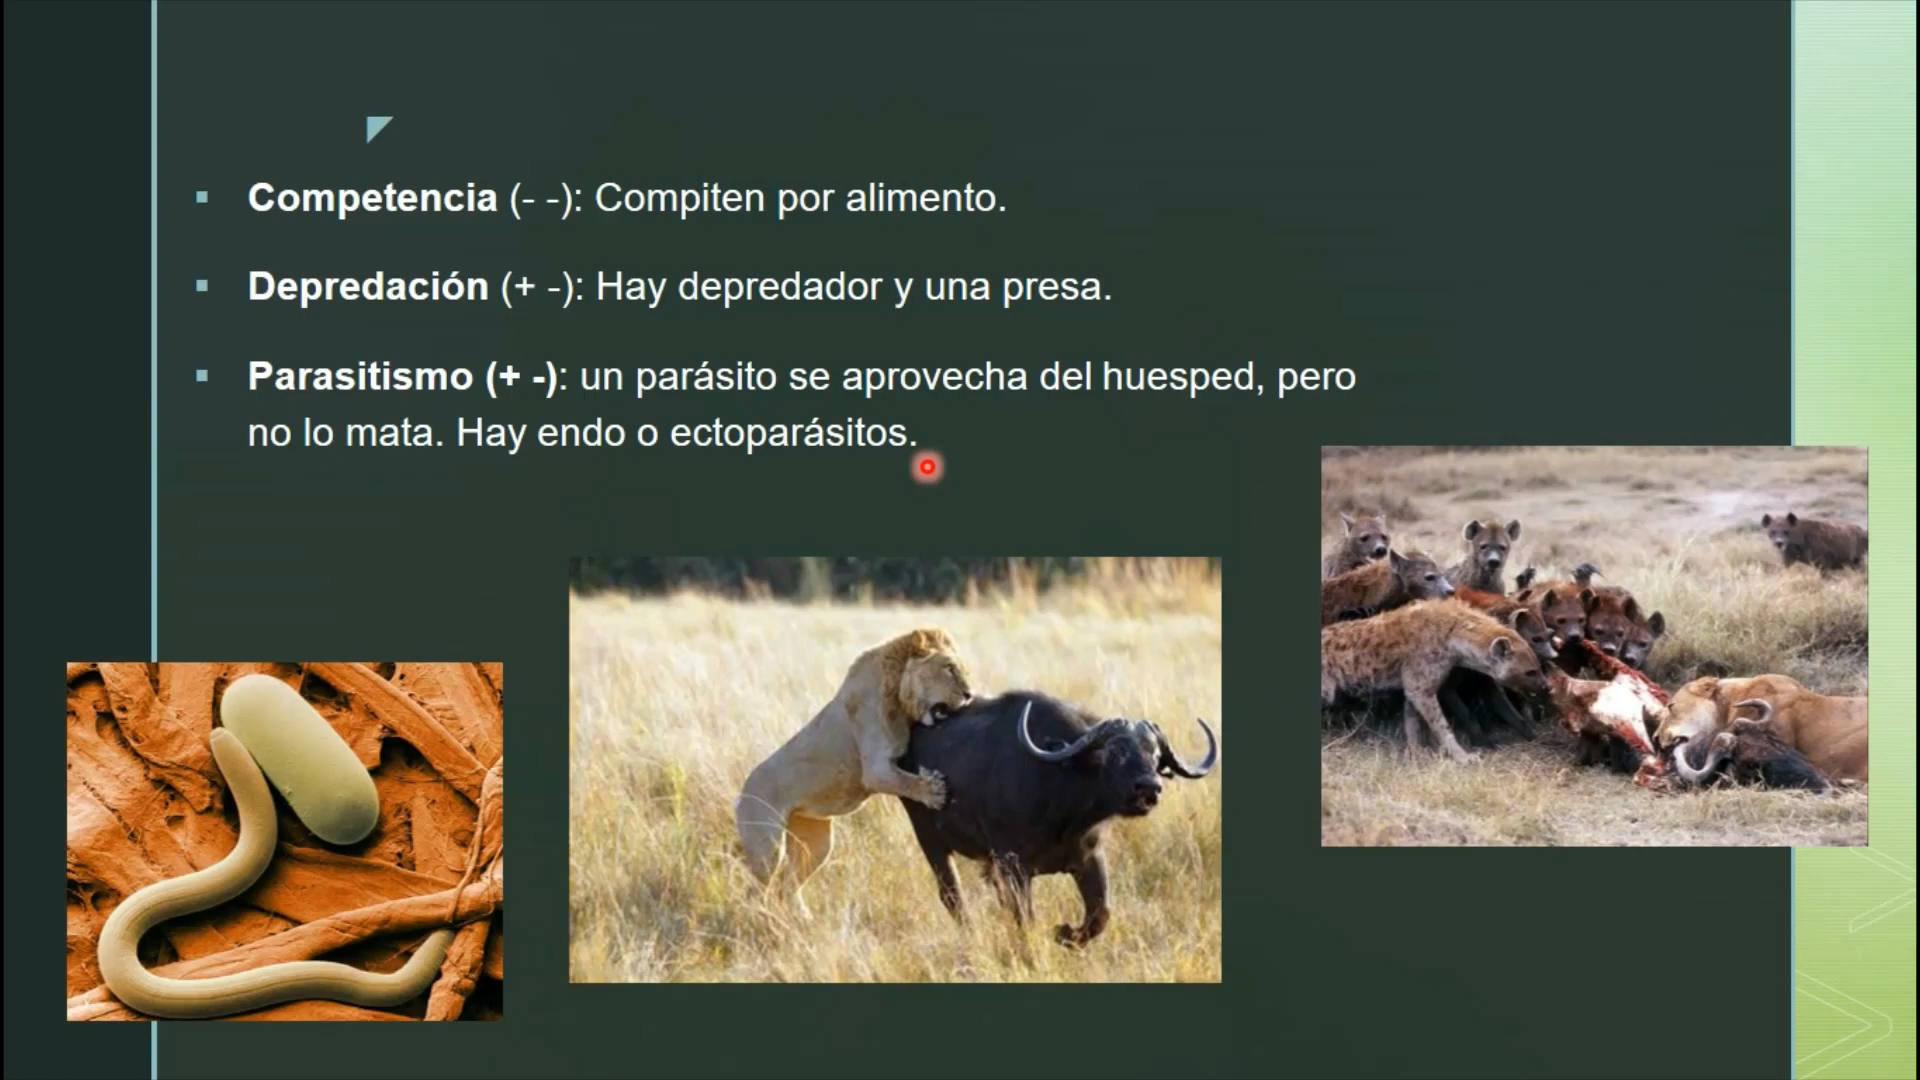 Competencia (- -): Compiten por alimento.
Depredación (+ -): Hay depredador y una presa.
Parasitismo (+ -): un parásito se aprovecha del huesped, pero
no lo mata. Hay endo o ectoparásitos.